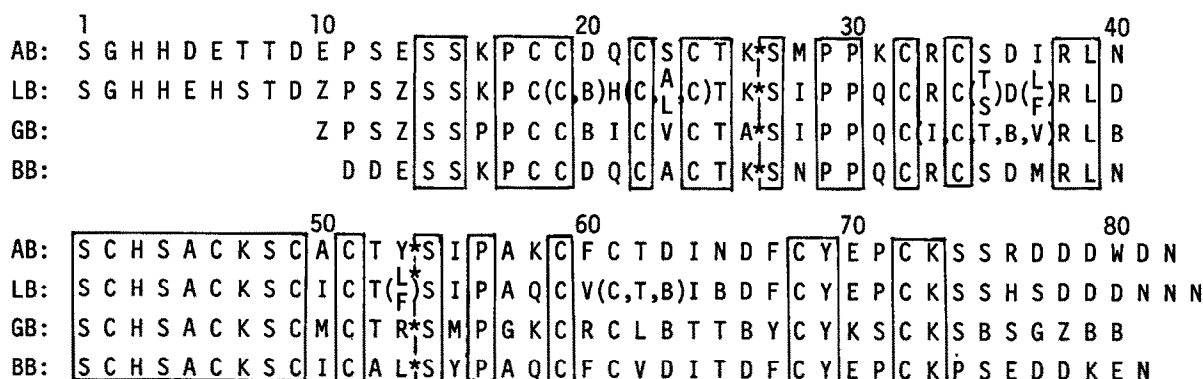 1 10 20 30 40
AB: S G H H D E T T D E P S E S S K P C C D Q C S C T K*S M P P K C R C S D I R L N
LB: S G H H E H S T D Z P S Z S S K P C(C,B)H(C,A/L,C)T K*S I P P Q C R C(T/S)D(L/F)R L D
GB: Z P S Z S S P P C C B I C V C T A*S I P P Q C(I,C,T,B,V)R L B
BB: D D E S S K P C C D Q C A C T K*S N P P Q C R C S D M R L N
50 60 70 80
AB: S C H S A C K S C A C T Y*S I P A K C F C T D I N D F C Y E P C K S S R D D D W D N
LB: S C H S A C K S C I C T(L/F)*S I P A Q C V(C,T,B)I B D F C Y E P C K S S H S D D D N N N
GB: S C H S A C K S C M C T R*S M P G K C R C L B T T B Y C Y K S C K S B S G Z B B
BB: S C H S A C K S C I C A L*S Y P A Q C F C V D I T D F C Y E P C K P S E D D K E N